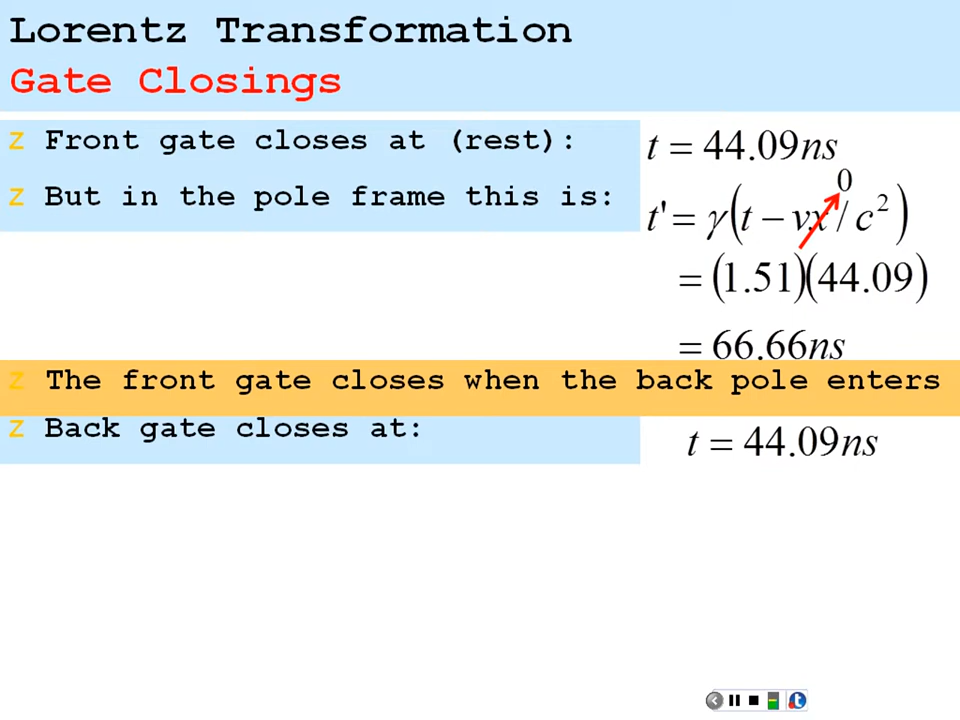 Lorentz Transformation
Gate Closings
z Front gate closes at (rest): t = 44.09ns
z But in the pole frame this is: t' = γ(t − vx/c²) 0
= (1.51)(44.09)
= 66.66ns
z The front gate closes when the back pole enters
z Back gate closes at: t = 44.09ns